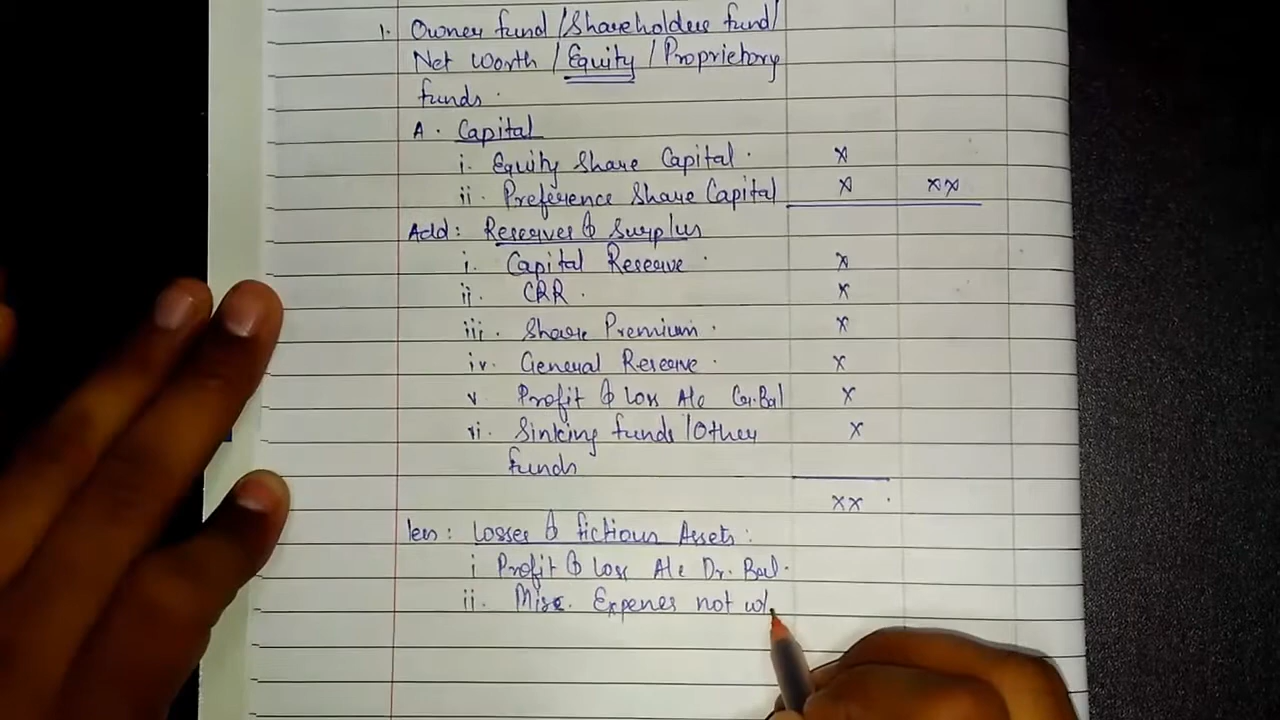 1. Owner fund / Shareholders fund /
Net worth / Equity / Proprietory
funds.
A. Capital
i. Equity Share Capital. x
ii. Preference Share Capital x xx
Add: Reserves & Surplus
i. Capital Reserve. x
ii. CRR. x
iii. Share Premium. x
iv. General Reserve. x
v Profit & Loss A/c Cr.Bal x
vi. Sinking funds / Other x
funds
xx
less: Losses & fictious Assets:
i Profit & Loss A/c Dr. Bal.
ii. Misc. Expenes not w/